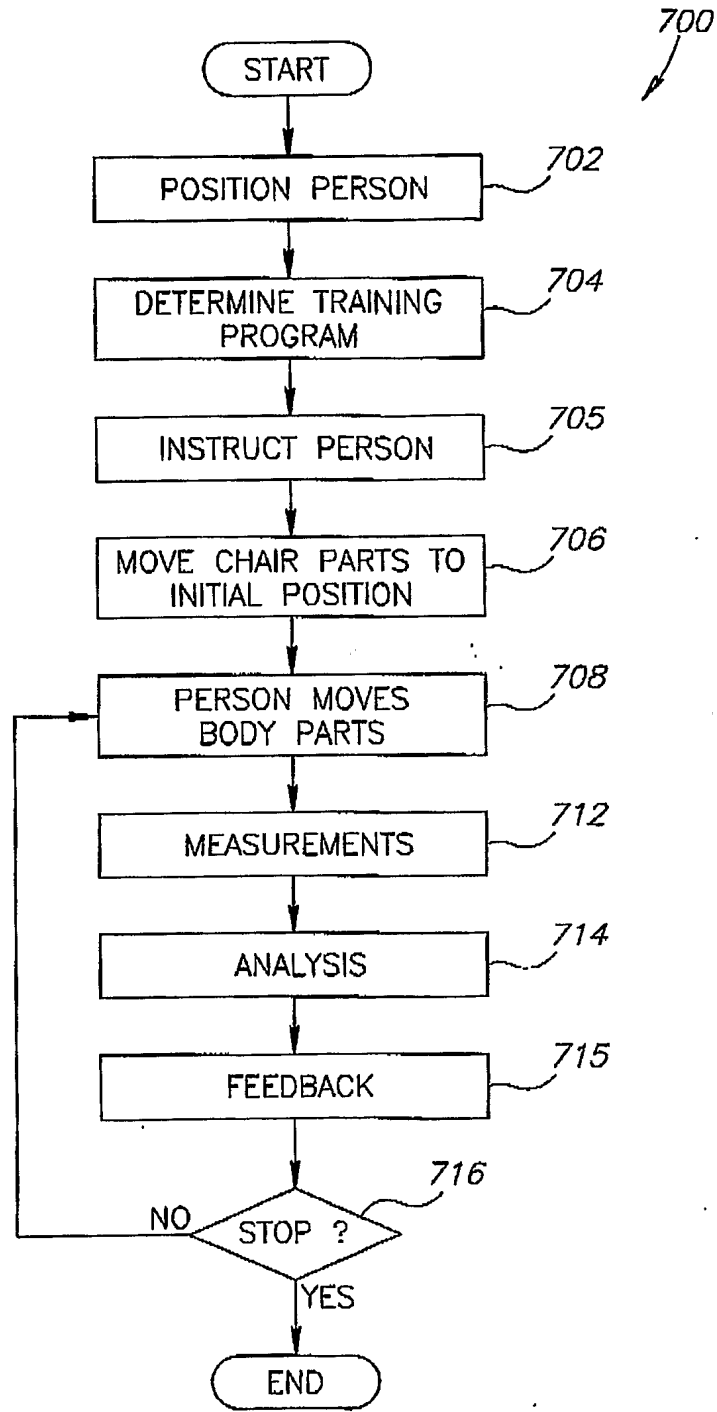 700
START
POSITION PERSON
702
DETERMINE TRAINING
PROGRAM
704
INSTRUCT PERSON
705
MOVE CHAIR PARTS TO
INITIAL POSITION
706
PERSON MOVES
BODY PARTS
708
MEASUREMENTS
712
ANALYSIS
714
FEEDBACK
715
716
NO
STOP ?
YES
END